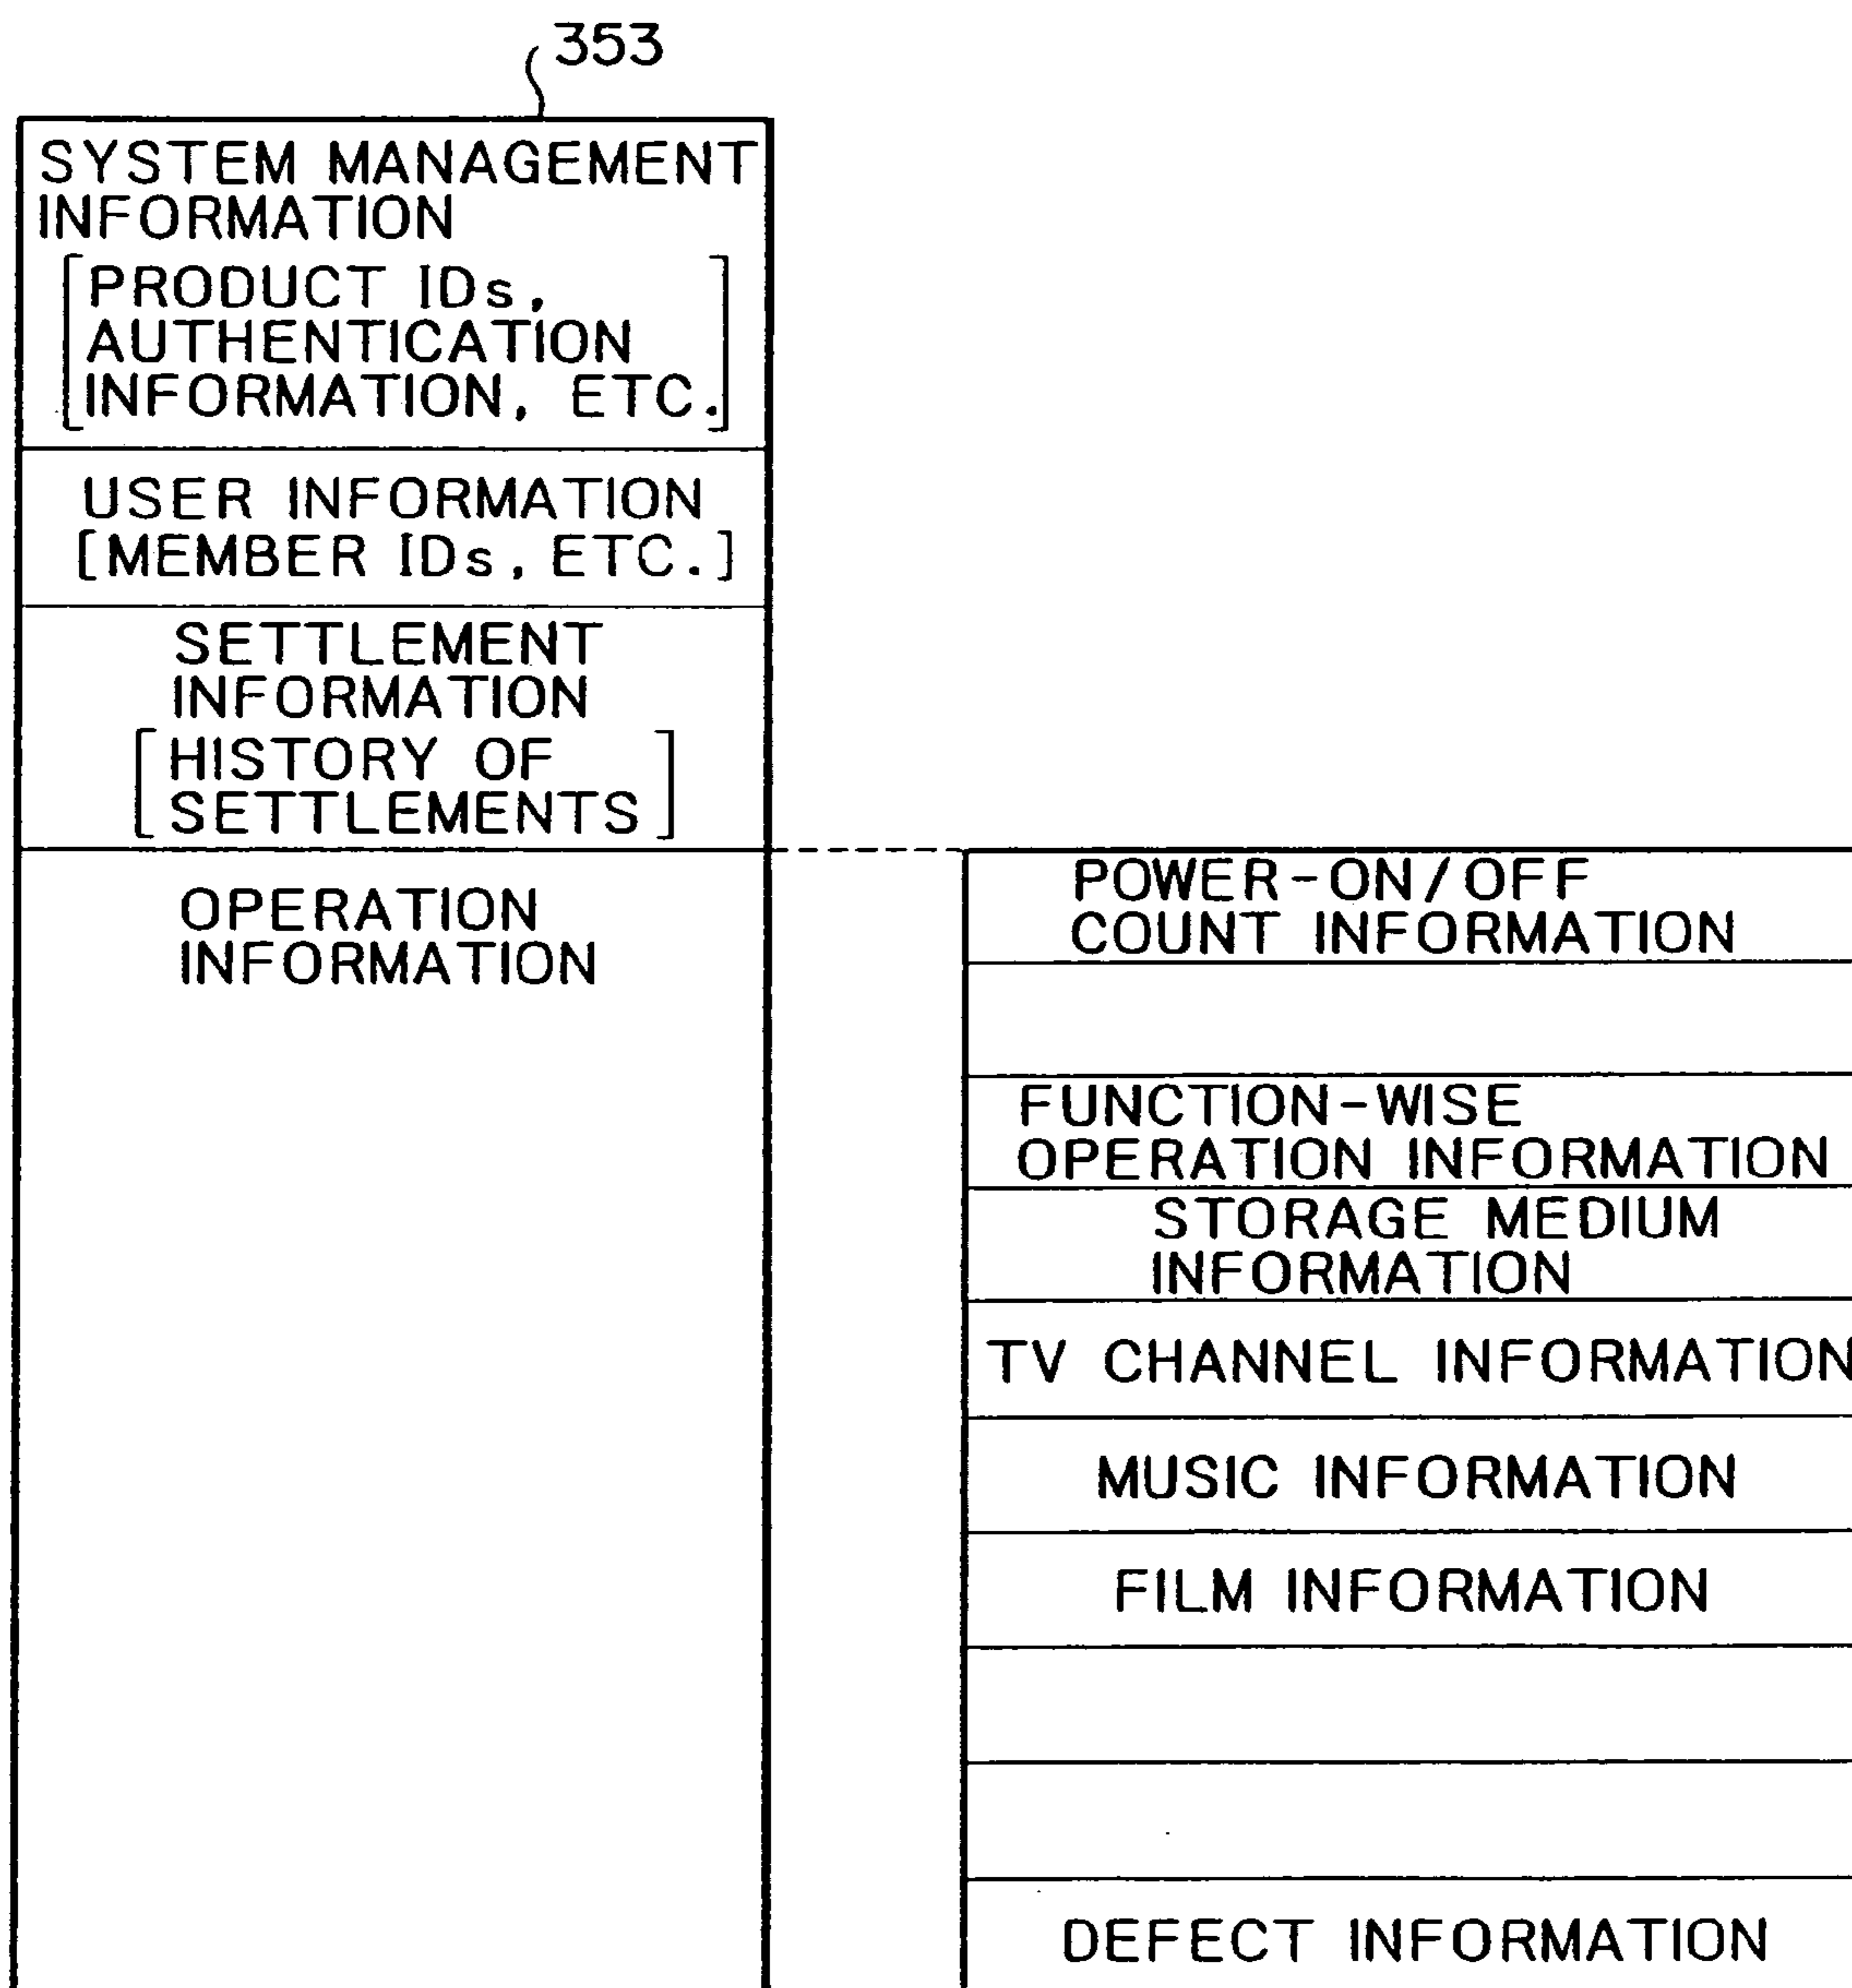 353
SYSTEM MANAGEMENT
INFORMATION
[PRODUCT IDs,
AUTHENTICATION
INFORMATION, ETC.]
USER INFORMATION
[MEMBER IDs, ETC.]
SETTLEMENT
INFORMATION
[HISTORY OF
SETTLEMENTS]
OPERATION
INFORMATION
POWER-ON/OFF
COUNT INFORMATION
FUNCTION-WISE
OPERATION INFORMATION
STORAGE MEDIUM
INFORMATION
TV CHANNEL INFORMATION
MUSIC INFORMATION
FILM INFORMATION
DEFECT INFORMATION